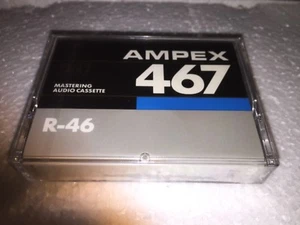 AMPEX
467
MASTERING
AUDIO CASSETTE
R-46